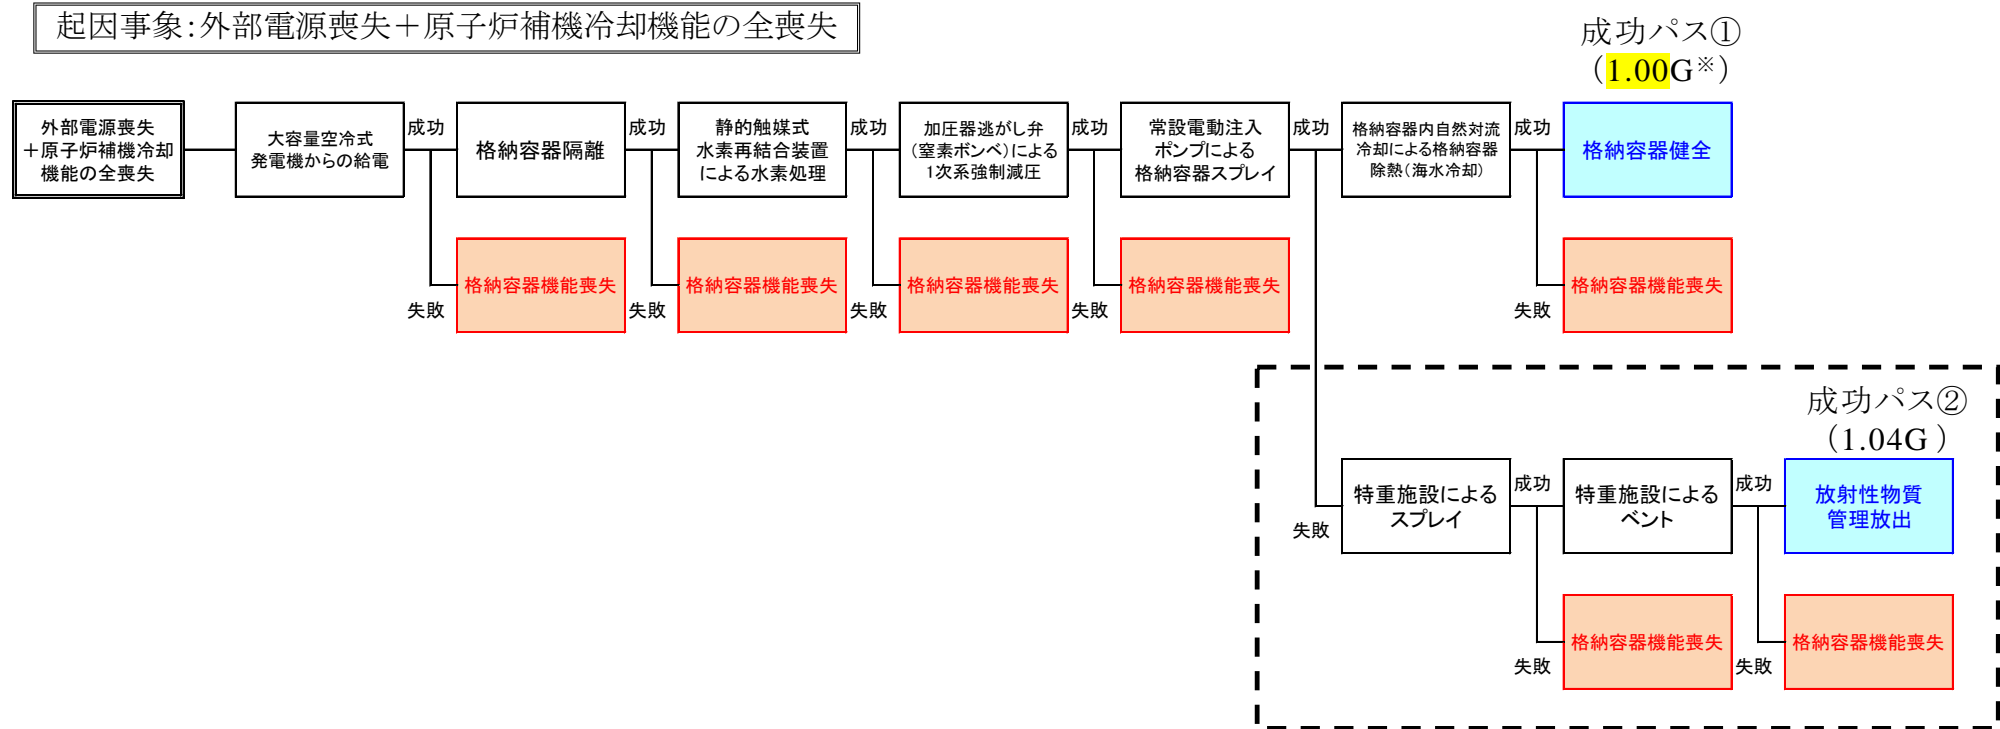 起因事象:外部電源喪失＋原子炉補機冷却機能の全喪失
成功パス①
（1.00G※）
外部電源喪失
＋原子炉補機冷却
機能の全喪失
大容量空冷式
発電機からの給電
成功
失敗
格納容器隔離
成功
失敗
静的触媒式
水素再結合装置
による水素処理
成功
失敗
加圧器逃がし弁
(窒素ボンベ)による
1次系強制減圧
成功
失敗
常設電動注入
ポンプによる
格納容器スプレイ
成功
失敗
格納容器内自然対流
冷却による格納容器
除熱(海水冷却)
成功
失敗
格納容器健全
格納容器機能喪失
格納容器機能喪失
格納容器機能喪失
格納容器機能喪失
格納容器機能喪失
成功パス②
（1.04G ）
特重施設による
スプレイ
成功
失敗
特重施設による
ベント
成功
失敗
放射性物質
管理放出
格納容器機能喪失
格納容器機能喪失